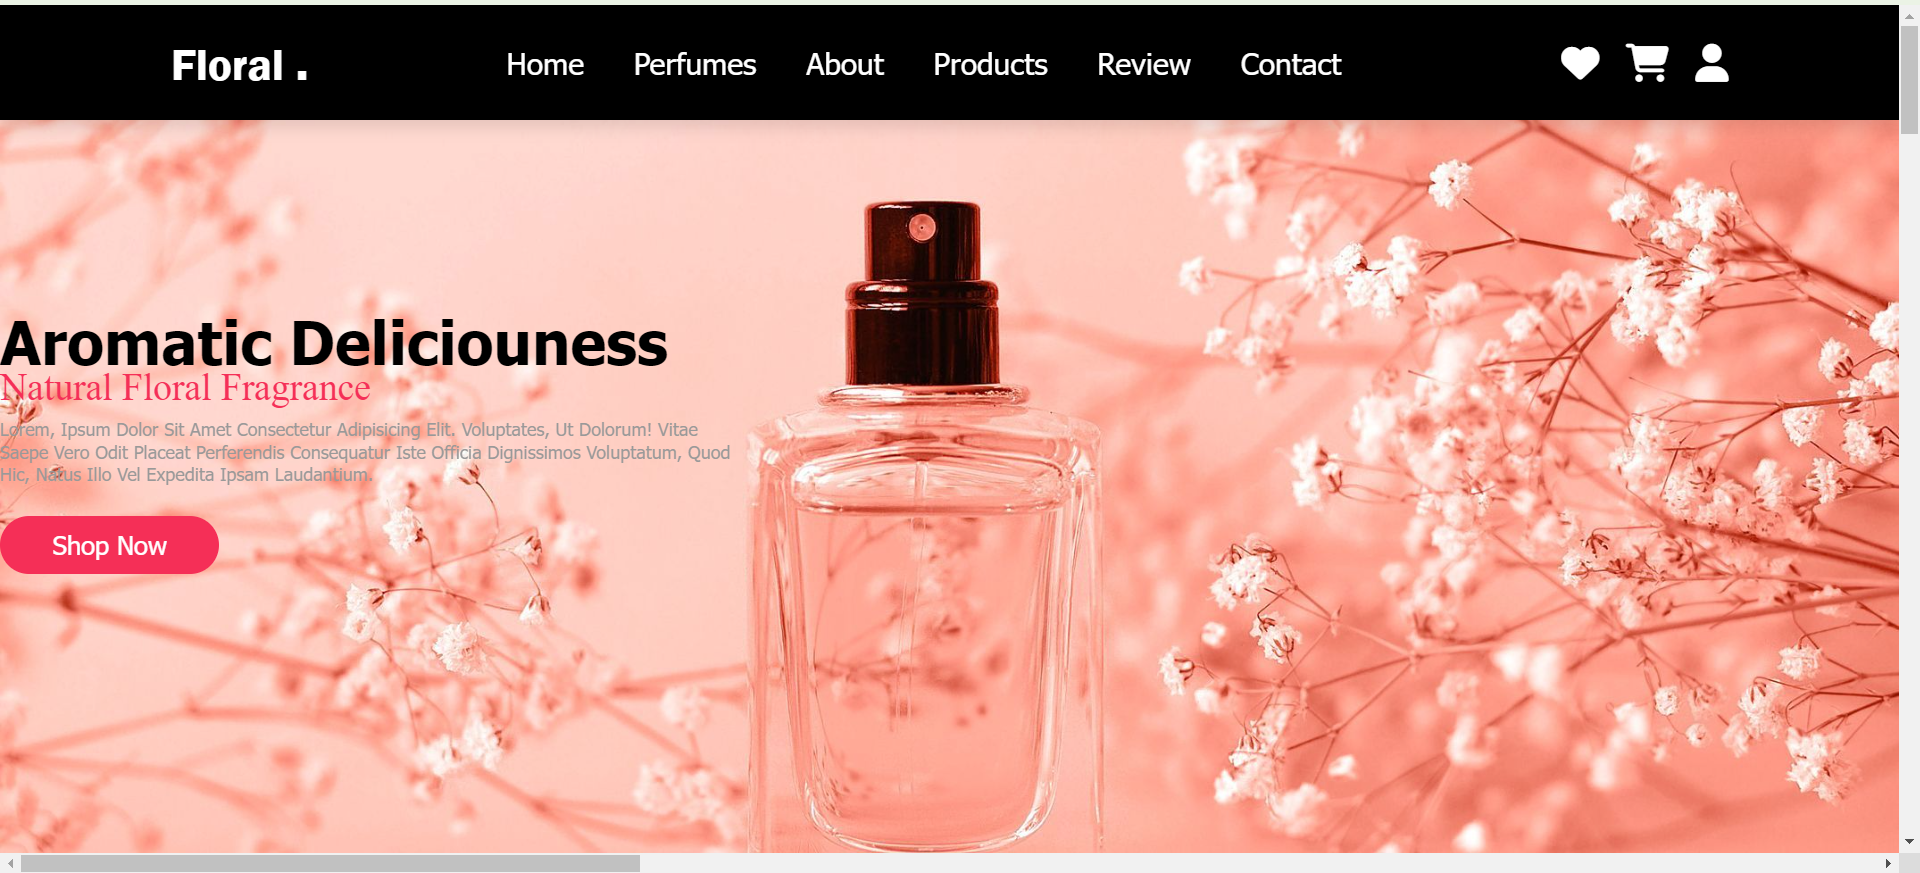 Floral .
Home Perfumes About Products Review Contact
Aromatic Deliciouness
Natural Floral Fragrance
Lorem, Ipsum Dolor Sit Amet Consectetur Adipisicing Elit. Voluptates, Ut Dolorum! Vitae
Saepe Vero Odit Placeat Perferendis Consequatur Iste Officia Dignissimos Voluptatum, Quod
Hic, Natus Illo Vel Expedita Ipsam Laudantium.
Shop Now